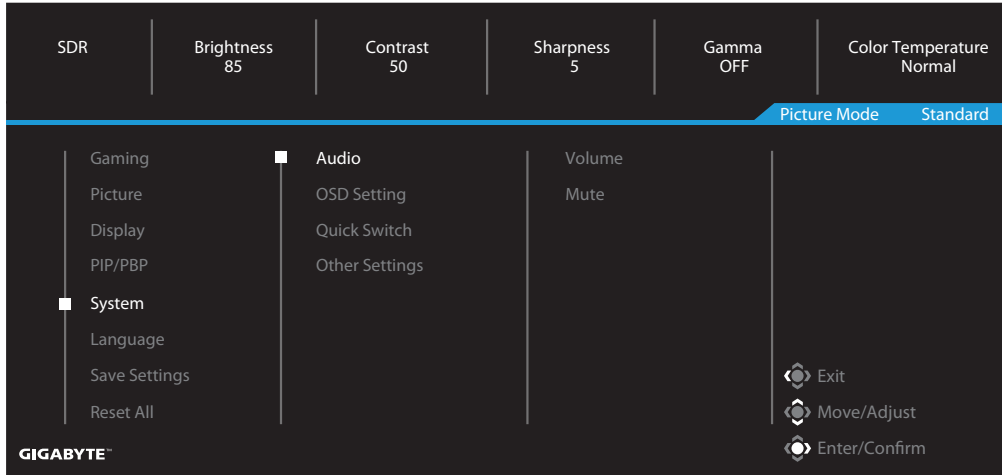 SDR
Brightness
85
Contrast
50
Sharpness
5
Gamma
OFF
Color Temperature
Normal
Picture Mode Standard
Gaming
Picture
Display
PIP/PBP
System
Language
Save Settings
Reset All
Audio
OSD Setting
Quick Switch
Other Settings
Volume
Mute
Exit
Move/Adjust
Enter/Confirm
GIGABYTE™